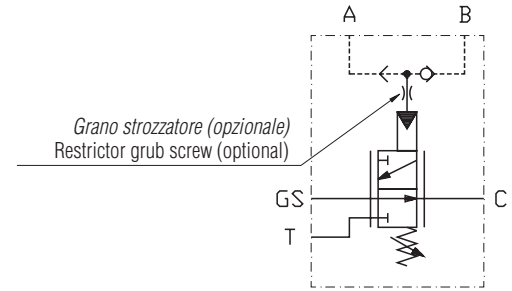 A B
Grano strozzatore (opzionale)
Restrictor grub screw (optional)
GS C
T